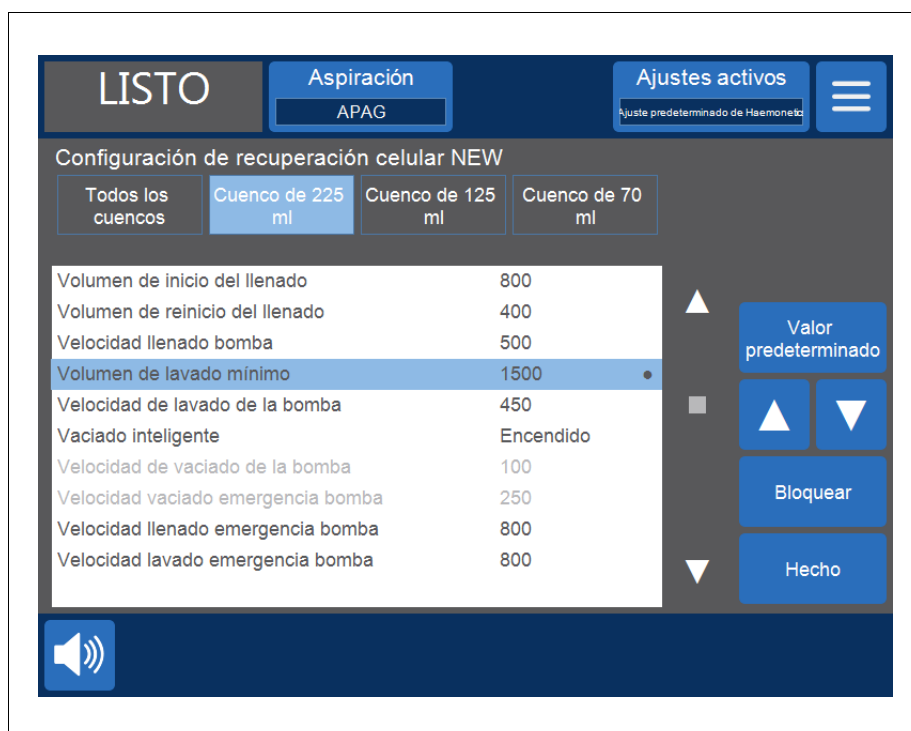 LISTO
Aspiración
APAG
Ajustes activos
Ajuste predeterminado de Haemonetic
Configuración de recuperación celular NEW
Todos los
cuencos
Cuenco de 225
ml
Cuenco de 125
ml
Cuenco de 70
ml
Volumen de inicio del llenado 800
Volumen de reinicio del llenado 400
Velocidad llenado bomba 500
Volumen de lavado mínimo 1500 •
Velocidad de lavado de la bomba 450
Vaciado inteligente Encendido
Velocidad de vaciado de la bomba 100
Velocidad vaciado emergencia bomba 250
Velocidad llenado emergencia bomba 800
Velocidad lavado emergencia bomba 800
Valor
predeterminado
Bloquear
Hecho